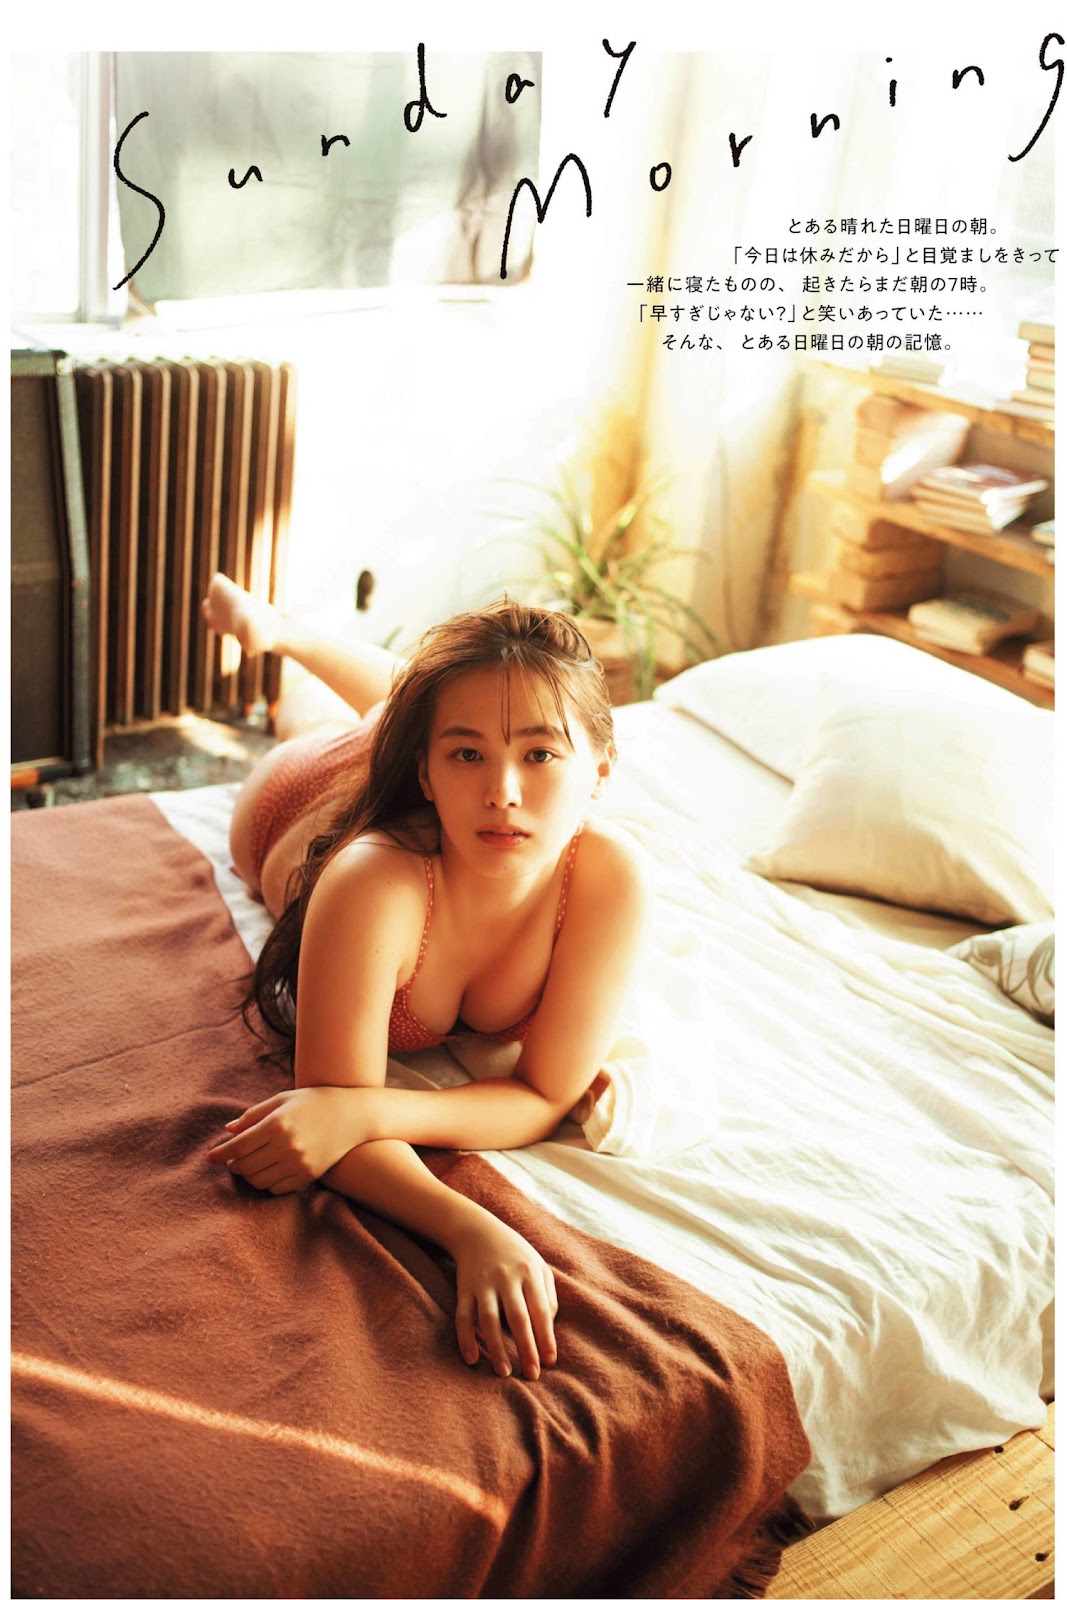 Sunday
Morning
とある晴れた日曜日の朝。
「今日は休みだから」と目覚ましをきって
一緒に寝たものの、起きたらまだ朝の7時。
「早すぎじゃない?」と笑いあっていた……
そんな、とある日曜日の朝の記憶。